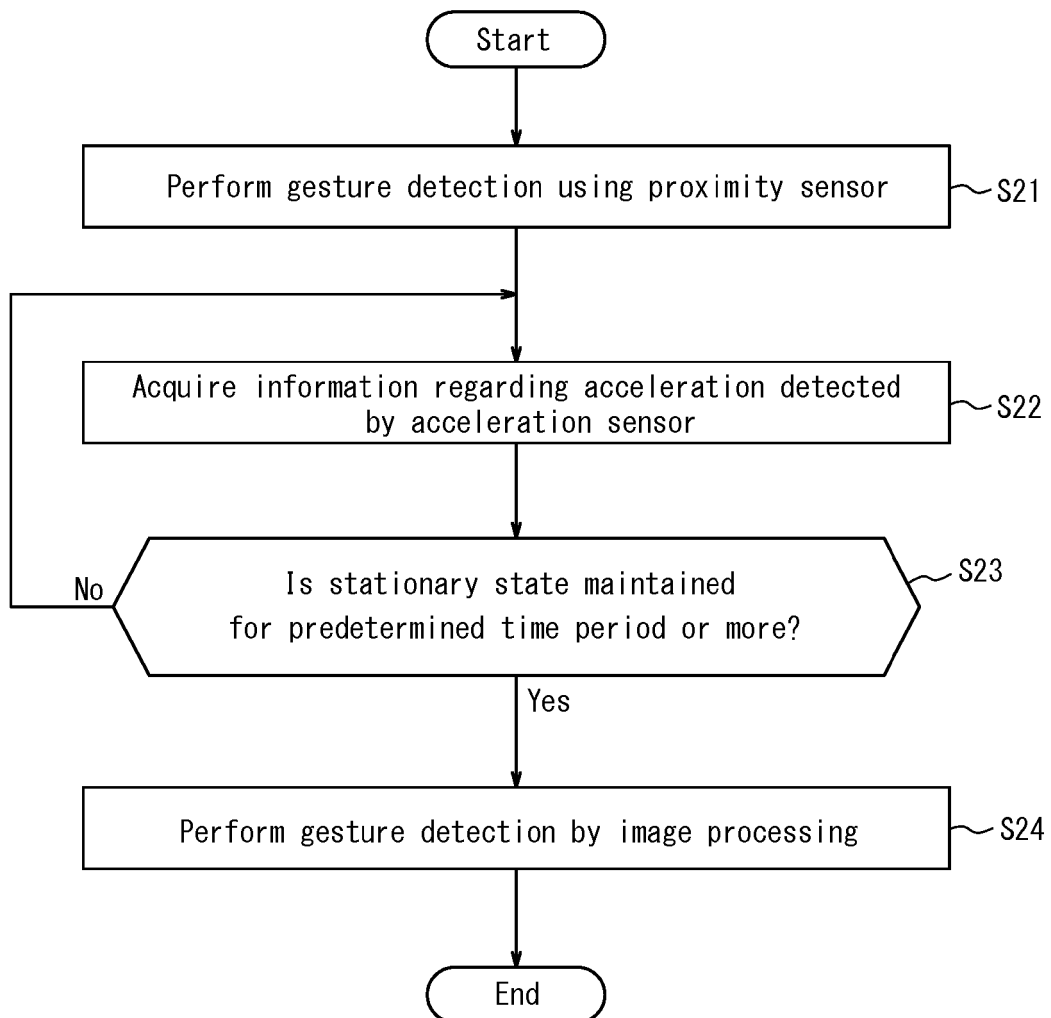 Start
Perform gesture detection using proximity sensor
S21
Acquire information regarding acceleration detected
by acceleration sensor
S22
Is stationary state maintained
for predetermined time period or more?
S23
No
Yes
Perform gesture detection by image processing
S24
End